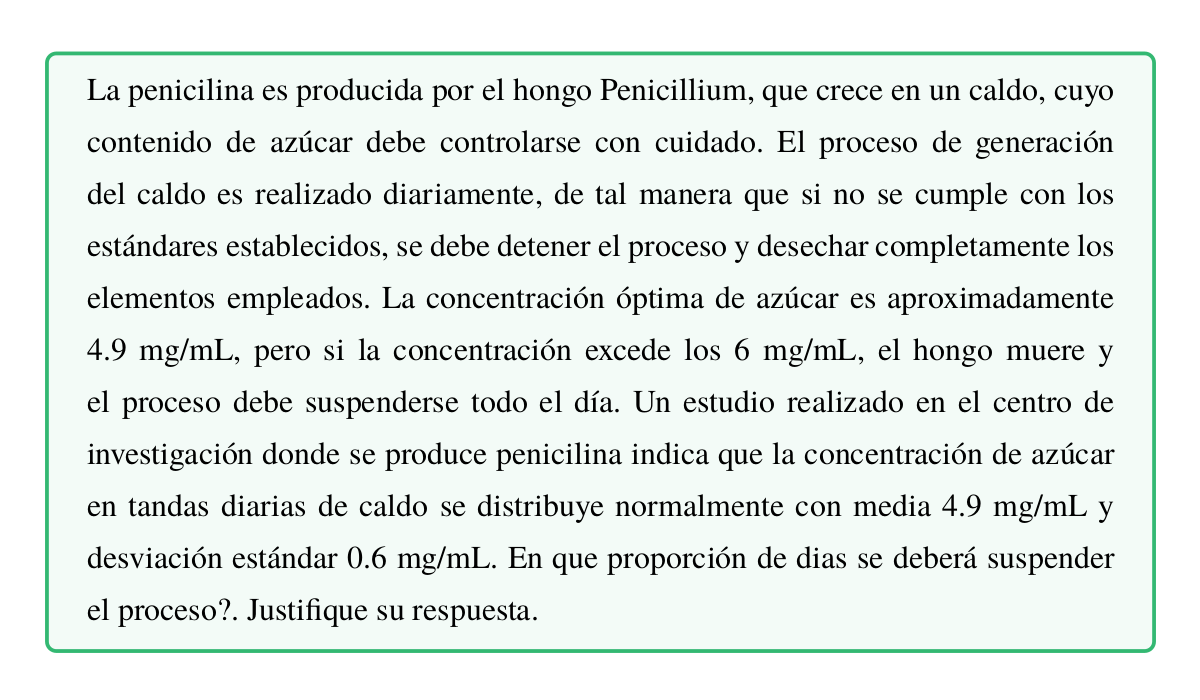 La penicilina es producida por el hongo Penicillium, que crece en un caldo, cuyo
contenido de azúcar debe controlarse con cuidado. El proceso de generación
del caldo es realizado diariamente, de tal manera que si no se cumple con los
estándares establecidos, se debe detener el proceso y desechar completamente los
elementos empleados. La concentración óptima de azúcar es aproximadamente
4.9 mg/mL, pero si la concentración excede los 6 mg/mL, el hongo muere y
el proceso debe suspenderse todo el día. Un estudio realizado en el centro de
investigación donde se produce penicilina indica que la concentración de azúcar
en tandas diarias de caldo se distribuye normalmente con media 4.9 mg/mL y
desviación estándar 0.6 mg/mL. En que proporción de dias se deberá suspender
el proceso?. Justifique su respuesta.